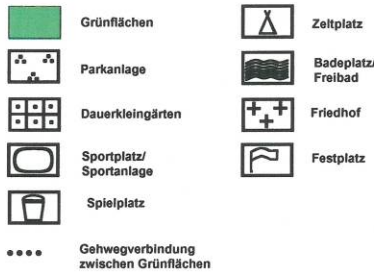 Grünflächen
Parkanlage
Dauerkleingärten
Sportplatz/
Sportanlage
Spielplatz
Gehwegverbindung
zwischen Grünflächen
Zeltplatz
Badeplatz/
Freibad
Friedhof
Festplatz